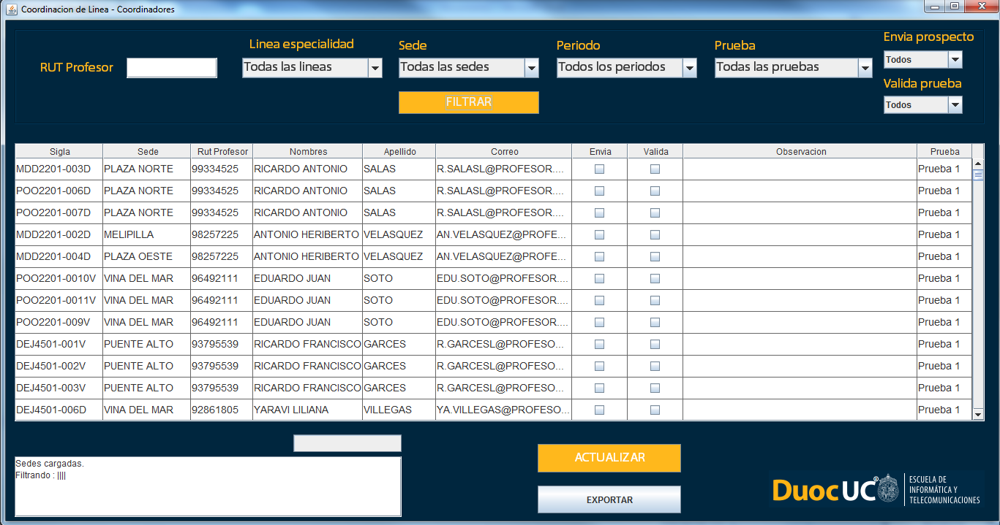 Coordinacion de Linea - Coordinadores
RUT Profesor
Linea especialidad
Todas las lineas
Sede
Todas las sedes
Periodo
Todos los periodos
Prueba
Todas las pruebas
Envia prospecto
Todos
Valida prueba
Todos
FILTRAR
Sigla Sede Rut Profesor Nombres Apellido Correo Envia Valida Observacion Prueba
MDD2201-003D PLAZA NORTE 99334525 RICARDO ANTONIO SALAS R.SALASL@PROFESOR.... Prueba 1
POO2201-006D PLAZA NORTE 99334525 RICARDO ANTONIO SALAS R.SALASL@PROFESOR.... Prueba 1
POO2201-007D PLAZA NORTE 99334525 RICARDO ANTONIO SALAS R.SALASL@PROFESOR.... Prueba 1
MDD2201-002D MELIPILLA 98257225 ANTONIO HERIBERTO VELASQUEZ AN.VELASQUEZ@PROFE... Prueba 1
MDD2201-004D PLAZA OESTE 98257225 ANTONIO HERIBERTO VELASQUEZ AN.VELASQUEZ@PROFE... Prueba 1
POO2201-0010V VINA DEL MAR 96492111 EDUARDO JUAN SOTO EDU.SOTO@PROFESOR.... Prueba 1
POO2201-0011V VINA DEL MAR 96492111 EDUARDO JUAN SOTO EDU.SOTO@PROFESOR.... Prueba 1
POO2201-009V VINA DEL MAR 96492111 EDUARDO JUAN SOTO EDU.SOTO@PROFESOR.... Prueba 1
DEJ4501-001V PUENTE ALTO 93795539 RICARDO FRANCISCO GARCES R.GARCESL@PROFESO... Prueba 1
DEJ4501-002V PUENTE ALTO 93795539 RICARDO FRANCISCO GARCES R.GARCESL@PROFESO... Prueba 1
DEJ4501-003V PUENTE ALTO 93795539 RICARDO FRANCISCO GARCES R.GARCESL@PROFESO... Prueba 1
DEJ4501-006D VINA DEL MAR 92861805 YARAVI LILIANA VILLEGAS YA.VILLEGAS@PROFESO... Prueba 1
Sedes cargadas.
Filtrando : ||||
ACTUALIZAR
EXPORTAR
DuocUC®
ESCUELA DE
INFORMÁTICA Y
TELECOMUNICACIONES